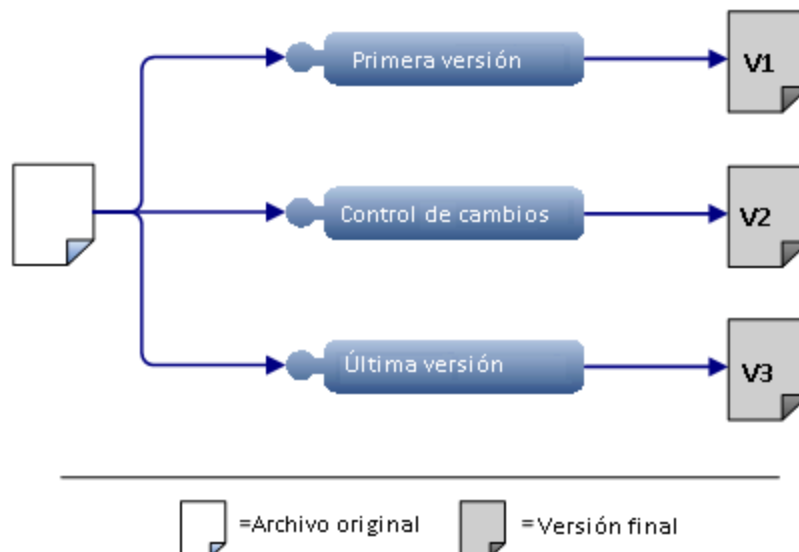 Primera versión
V1
Control de cambios
V2
Última versión
V3
=Archivo original
=Versión final